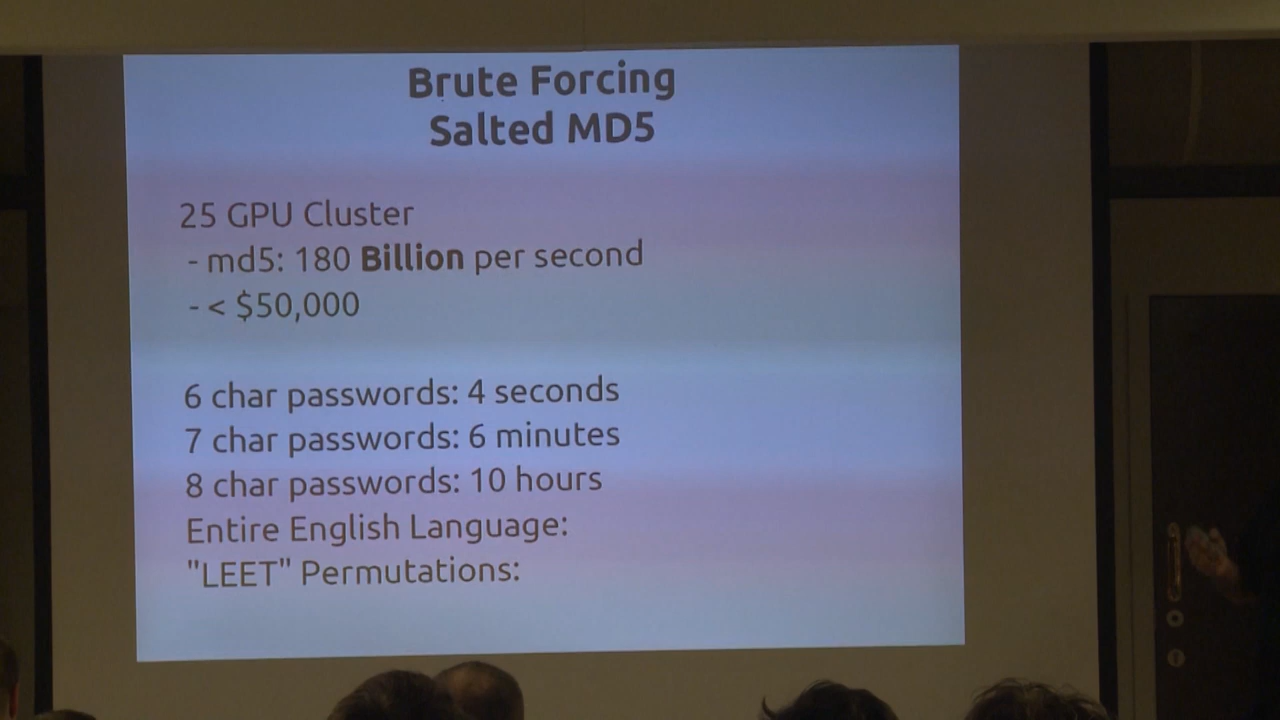 Brute Forcing
Salted MD5
25 GPU Cluster
- md5: 180 Billion per second
- < $50,000
6 char passwords: 4 seconds
7 char passwords: 6 minutes
8 char passwords: 10 hours
Entire English Language:
"LEET" Permutations: